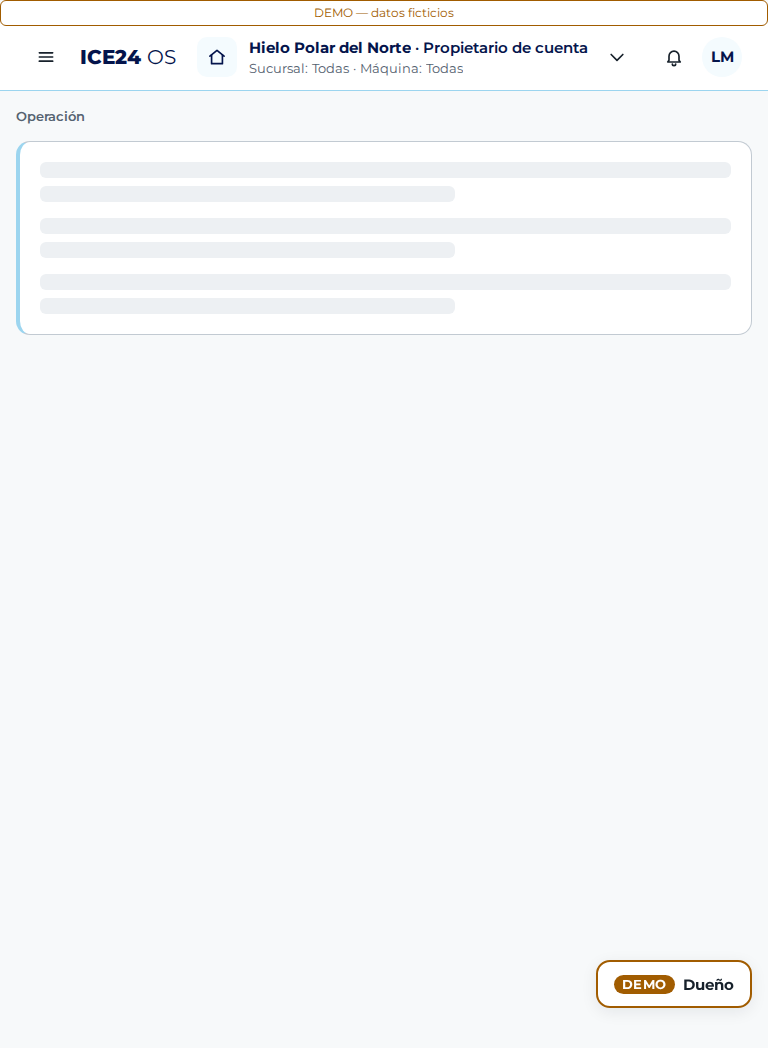 DEMO — datos ficticios
ICE24 OS
Hielo Polar del Norte · Propietario de cuenta
Sucursal: Todas · Máquina: Todas
LM
Operación
DEMO Dueño